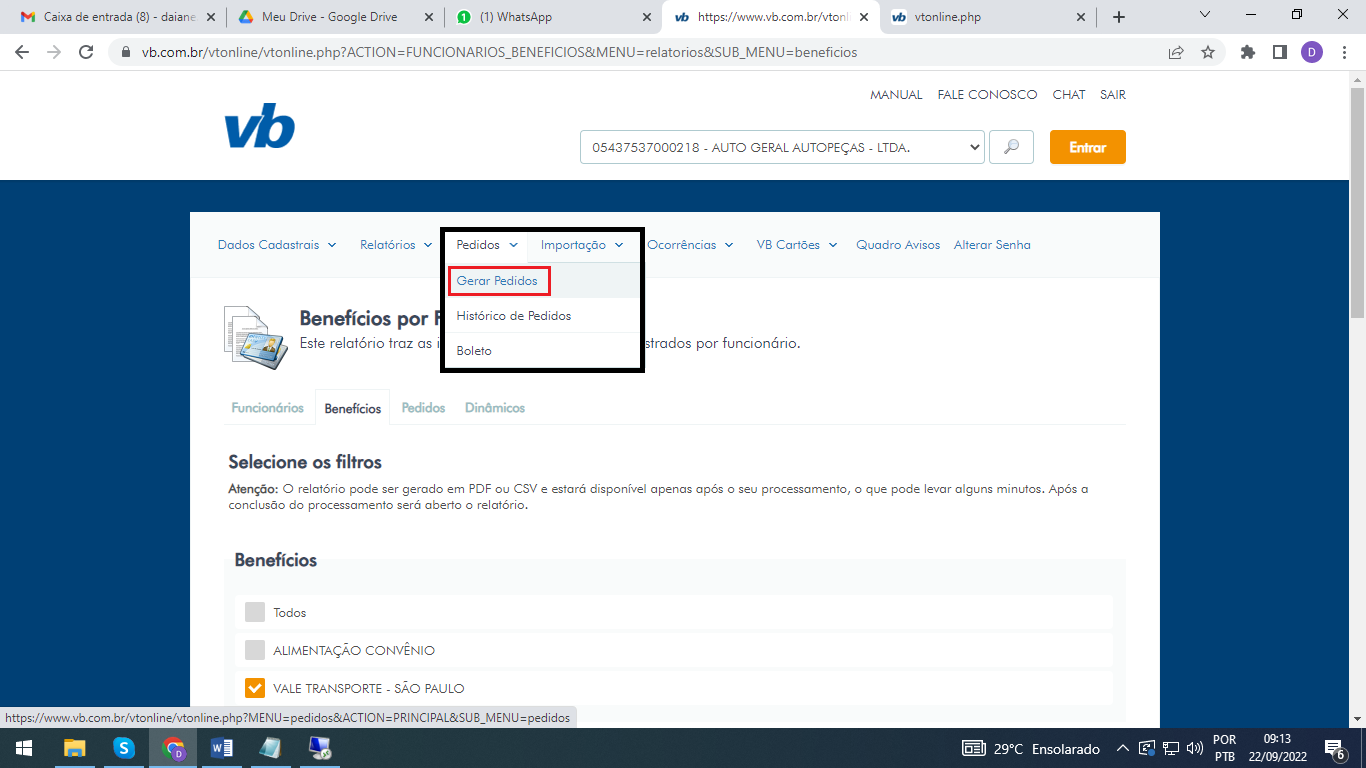 Caixa de entrada (8) - daiane
Meu Drive - Google Drive
(1) WhatsApp
https://www.vb.com.br/vtonlin
vtonline.php
vb.com.br/vtonline/vtonline.php?ACTION=FUNCIONARIOS_BENEFICIOS&MENU=relatorios&SUB_MENU=beneficios
D
MANUAL FALE CONOSCO CHAT SAIR
vb
05437537000218 - AUTO GERAL AUTOPEÇAS - LTDA.
Entrar
Dados Cadastrais Relatórios Pedidos Importação Ocorrências VB Cartões Quadro Avisos Alterar Senha
Gerar Pedidos
Histórico de Pedidos
Boleto
Benefícios por F
Este relatório traz as i strados por funcionário.
Funcionários Benefícios Pedidos Dinâmicos
Selecione os filtros
Atenção: O relatório pode ser gerado em PDF ou CSV e estará disponível apenas após o seu processamento, o que pode levar alguns minutos. Após a
conclusão do processamento será aberto o relatório.
Benefícios
Todos
ALIMENTAÇÃO CONVÊNIO
VALE TRANSPORTE - SÃO PAULO
https://www.vb.com.br/vtonline/vtonline.php?MENU=pedidos&ACTION=PRINCIPAL&SUB_MENU=pedidos
29°C Ensolarado
POR
PTB
09:13
22/09/2022
6